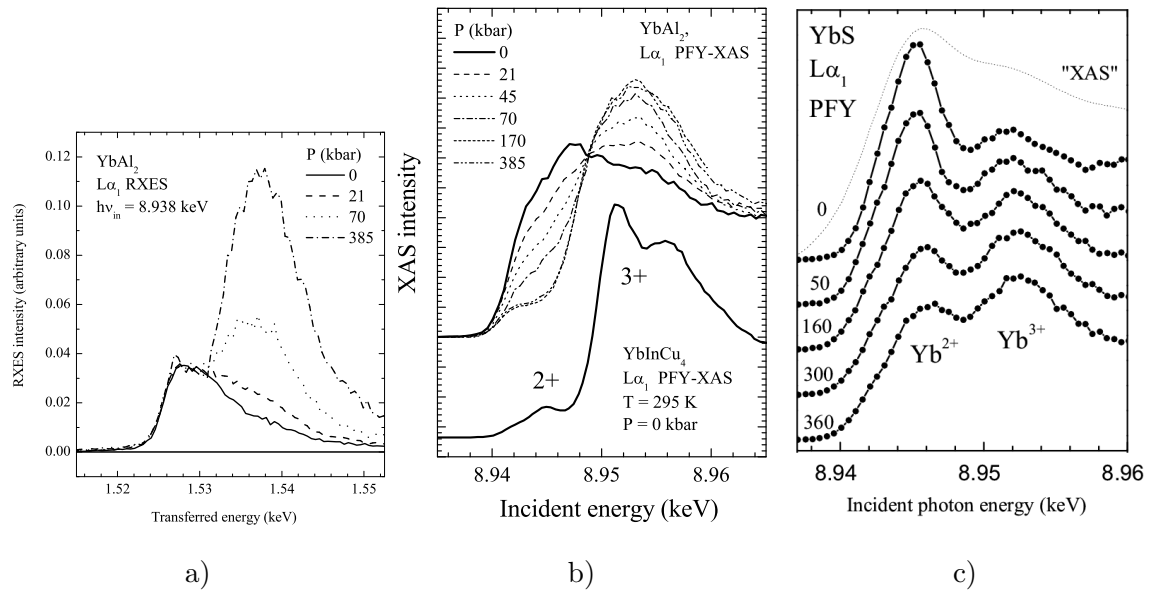 YbAl2
Lα1 RXES
hνin = 8.938 keV
P (kbar)
0
21
70
385
0.12
0.10
0.08
0.06
0.04
0.02
0.00
1.52
1.53
1.54
1.55
RXES intensity (arbitrary units)
Transferred energy (keV)
a)
P (kbar)
0
21
45
70
170
385
YbAl2,
Lα1 PFY-XAS
3+
2+
YbInCu4
Lα1 PFY-XAS
T = 295 K
P = 0 kbar
XAS intensity
8.94
8.95
8.96
Incident energy (keV)
b)
YbS
Lα1
PFY
"XAS"
0
50
160
300
360
Yb2+
Yb3+
8.94
8.95
8.96
Incident photon energy (keV)
c)